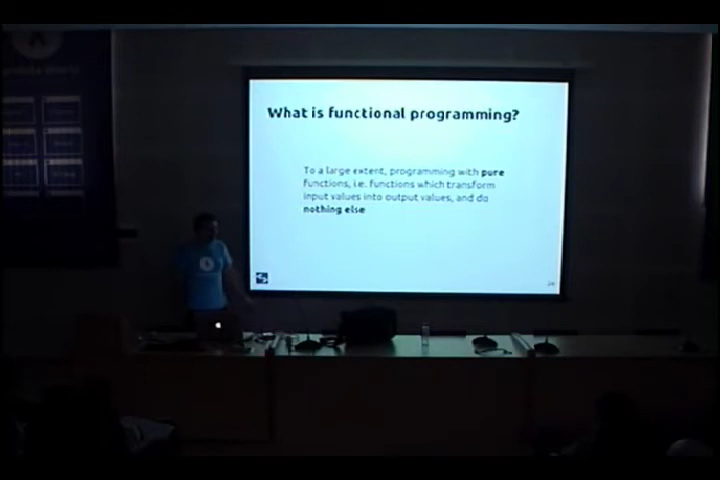 What is functional programming?
To a large extent, programming with pure
functions, i.e. functions which transform
input values into output values, and do
nothing else